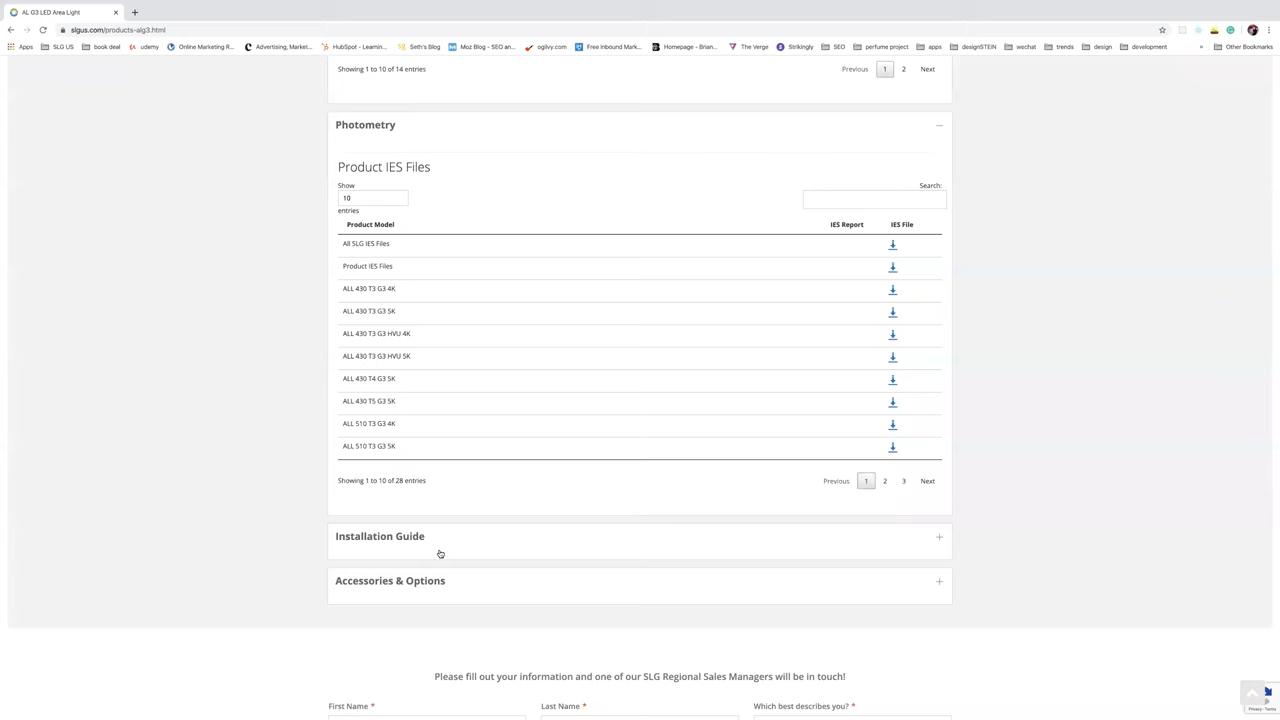 AL G3 LED Area Light
slgus.com/products-alg3.html
Apps SLG US book deal udemy Online Marketing R... Advertising, Market... HubSpot - Learnin... Seth's Blog Moz Blog - SEO an... ogilvy.com Free Inbound Mark... Homepage - Brian... The Verge Strikingly SEO perfume project apps designSTEIN wechat trends design development » Other Bookmarks
Showing 1 to 10 of 14 entries Previous 1 2 Next
Photometry
Product IES Files
Show Search:
10
entries
Product Model IES Report IES File
All SLG IES Files
Product IES Files
ALL 430 T3 G3 4K
ALL 430 T3 G3 5K
ALL 430 T3 G3 HVU 4K
ALL 430 T3 G3 HVU 5K
ALL 430 T4 G3 5K
ALL 430 T5 G3 5K
ALL 510 T3 G3 4K
ALL 510 T3 G3 5K
Showing 1 to 10 of 28 entries Previous 1 2 3 Next
Installation Guide
Accessories & Options
Please fill out your information and one of our SLG Regional Sales Managers will be in touch!
First Name * Last Name * Which best describes you? *
Privacy - Terms